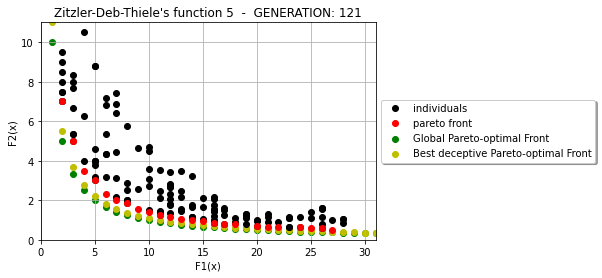 Zitzler-Deb-Thiele's function 5 - GENERATION: 121
10
8
6
4
2
0
F2(x)
0 5 10 15 20 25 30
F1(x)
individuals
pareto front
Global Pareto-optimal Front
Best deceptive Pareto-optimal Front